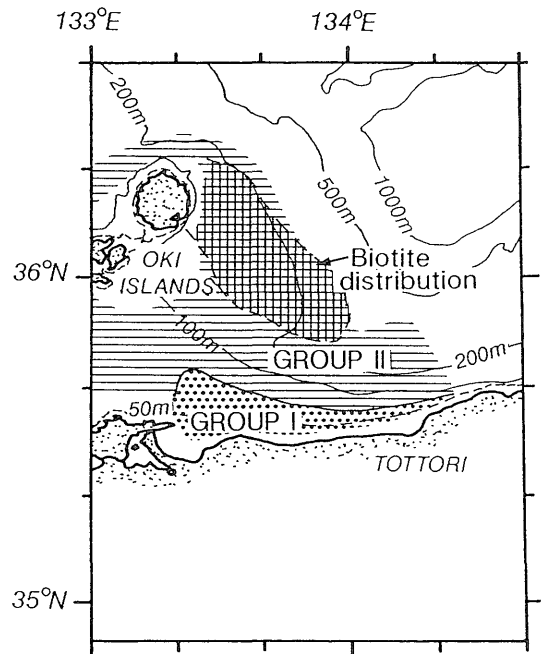 133°E
134°E
200m
500m
1000m
36°N
OKI
ISLANDS
Biotite
distribution
100m
GROUP II
200m
50m
GROUP I
TOTTORI
35°N